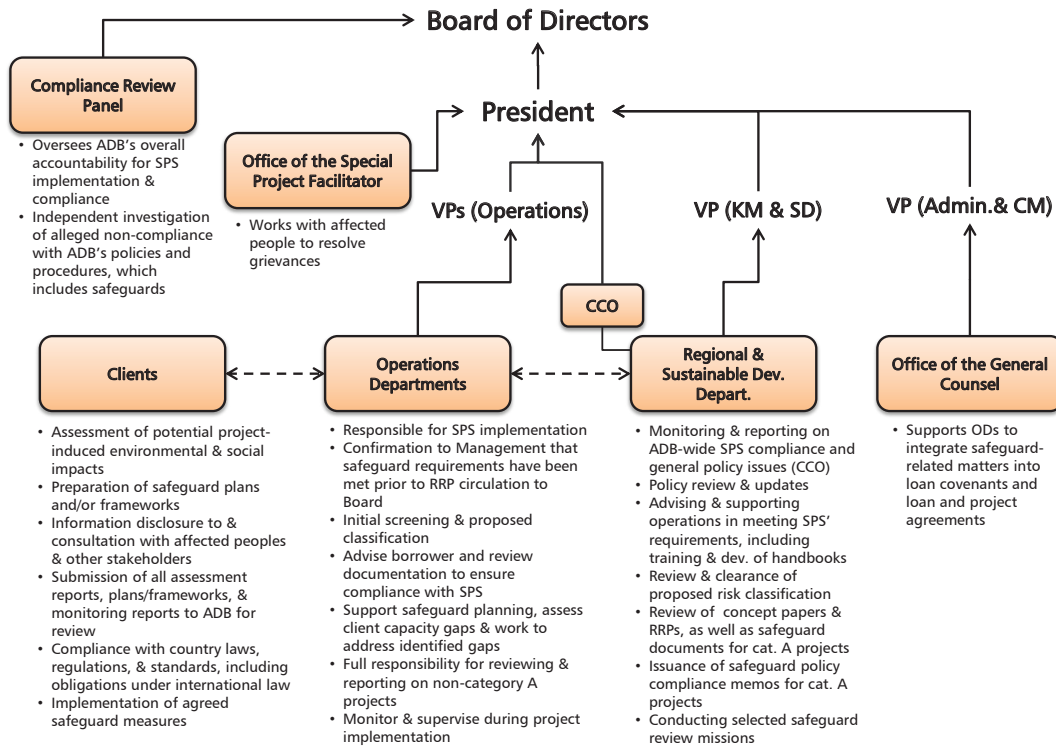 Board of Directors
Compliance Review
Panel
• Oversees ADB's overall
accountability for SPS
implementation &
compliance
• Independent investigation
of alleged non-compliance
with ADB's policies and
procedures, which
includes safeguards
President
Office of the Special
Project Facilitator
• Works with affected
people to resolve
grievances
VPs (Operations)
VP (KM & SD)
VP (Admin.& CM)
CCO
Clients
• Assessment of potential project-
induced environmental & social
impacts
• Preparation of safeguard plans
and/or frameworks
• Information disclosure to &
consultation with affected peoples
& other stakeholders
• Submission of all assessment
reports, plans/frameworks, &
monitoring reports to ADB for
review
• Compliance with country laws,
regulations, & standards, including
obligations under international law
• Implementation of agreed
safeguard measures
Operations
Departments
• Responsible for SPS implementation
• Confirmation to Management that
safeguard requirements have been
met prior to RRP circulation to
Board
• Initial screening & proposed
classification
• Advise borrower and review
documentation to ensure
compliance with SPS
• Support safeguard planning, assess
client capacity gaps & work to
address identified gaps
• Full responsibility for reviewing &
reporting on non-category A
projects
• Monitor & supervise during project
implementation
Regional &
Sustainable Dev.
Depart.
• Monitoring & reporting on
ADB-wide SPS compliance and
general policy issues (CCO)
• Policy review & updates
• Advising & supporting
operations in meeting SPS'
requirements, including
training & dev. of handbooks
• Review & clearance of
proposed risk classification
• Review of concept papers &
RRPs, as well as safeguard
documents for cat. A projects
• Issuance of safeguard policy
compliance memos for cat. A
projects
• Conducting selected safeguard
review missions
Office of the General
Counsel
• Supports ODs to
integrate safeguard-
related matters into
loan covenants and
loan and project
agreements